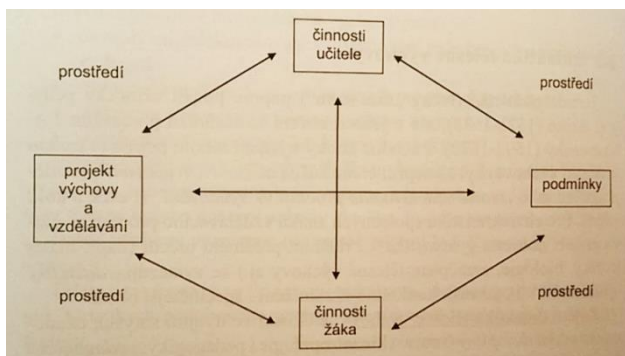 činnosti
učitele
prostředí
prostředí
projekt
výchovy
a
vzdělávání
podmínky
prostředí
prostředí
činnosti
žáka